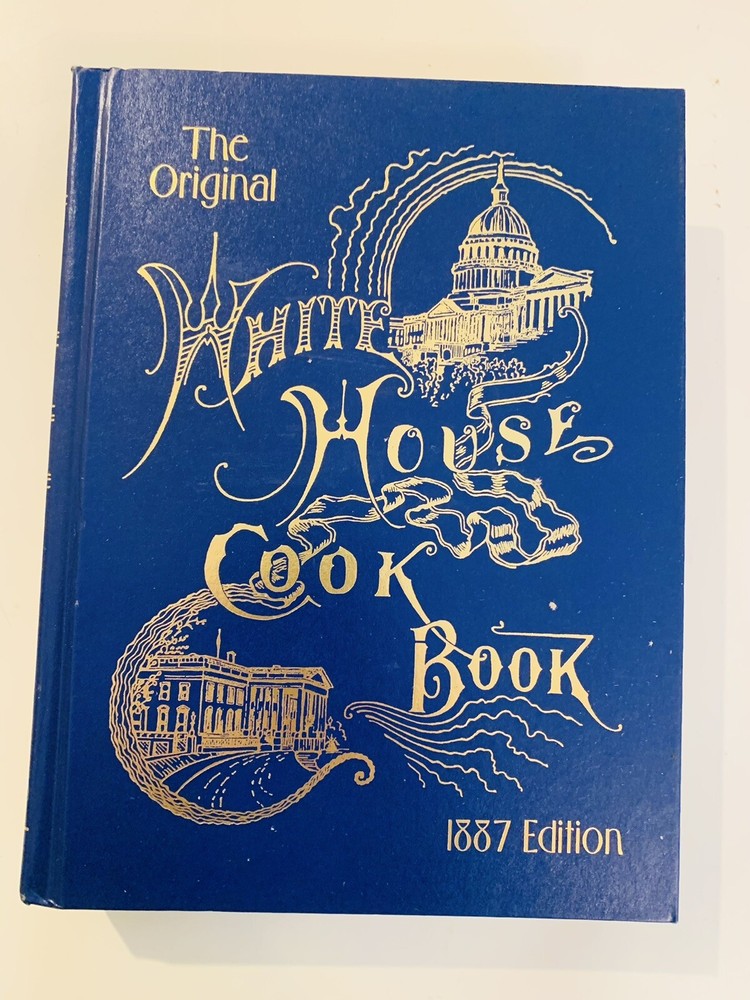 The
Original
WHITE
HOUSE
COOK
BOOK
1887 Edition